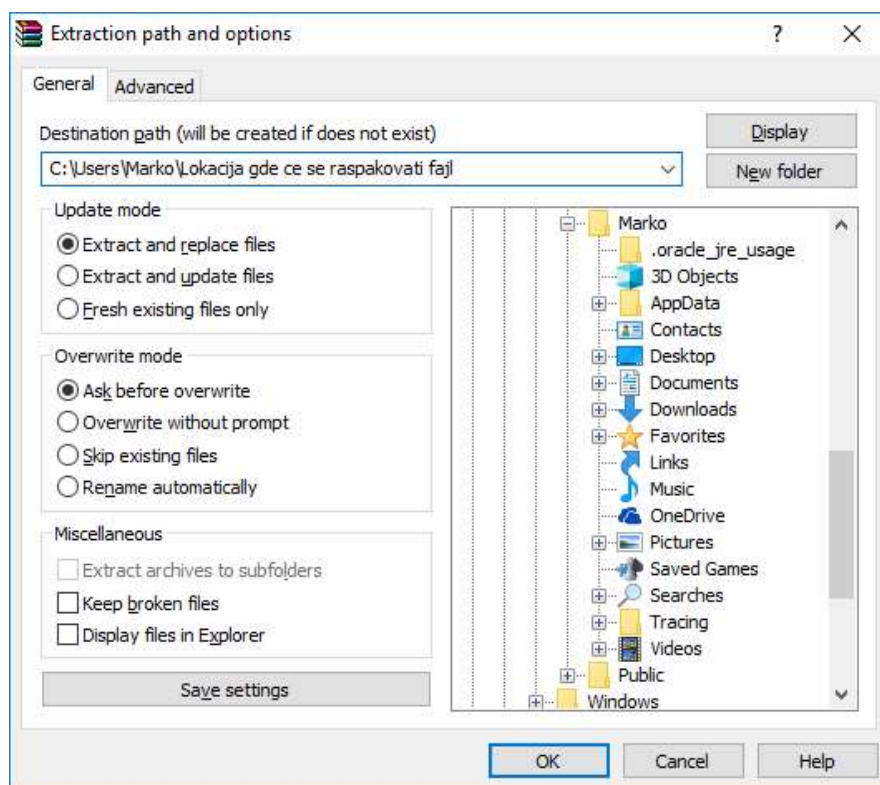 Extraction path and options
?
General
Advanced
Destination path (will be created if does not exist)
C:\Users\Marko\Lokacija gde ce se raspakovati fajl
Display
New folder
Update mode
Extract and replace files
Extract and update files
Fresh existing files only
Overwrite mode
Ask before overwrite
Overwrite without prompt
Skip existing files
Rename automatically
Miscellaneous
Extract archives to subfolders
Keep broken files
Display files in Explorer
Save settings
Marko
.oracle_jre_usage
3D Objects
AppData
Contacts
Desktop
Documents
Downloads
Favorites
Links
Music
OneDrive
Pictures
Saved Games
Searches
Tracing
Videos
Public
Windows
OK
Cancel
Help